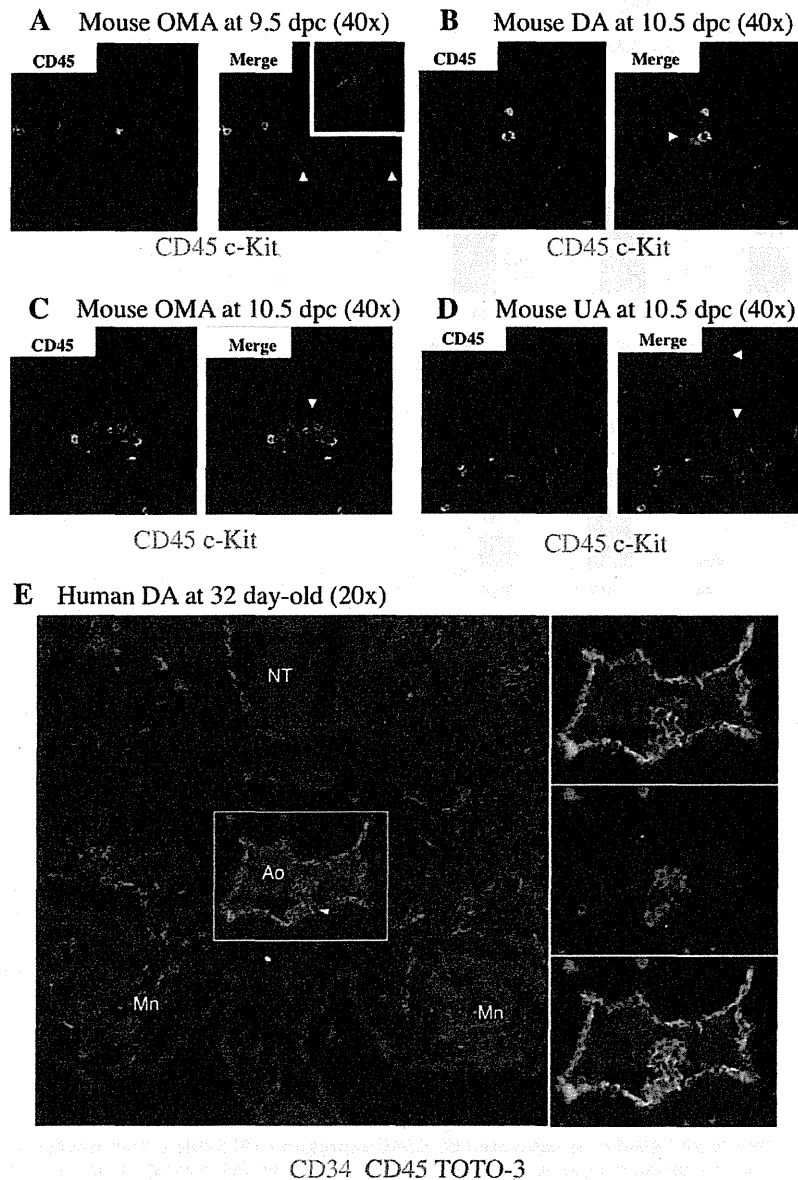 A Mouse OMA at 9.5 dpc (40x)
B Mouse DA at 10.5 dpc (40x)
CD45
Merge
CD45
Merge
CD45 c-Kit
CD45 c-Kit
C Mouse OMA at 10.5 dpc (40x)
D Mouse UA at 10.5 dpc (40x)
CD45
Merge
CD45
Merge
CD45 c-Kit
CD45 c-Kit
E Human DA at 32 day-old (20x)
NT
Ao
Mn
Mn
CD34 CD45 TOTO-3